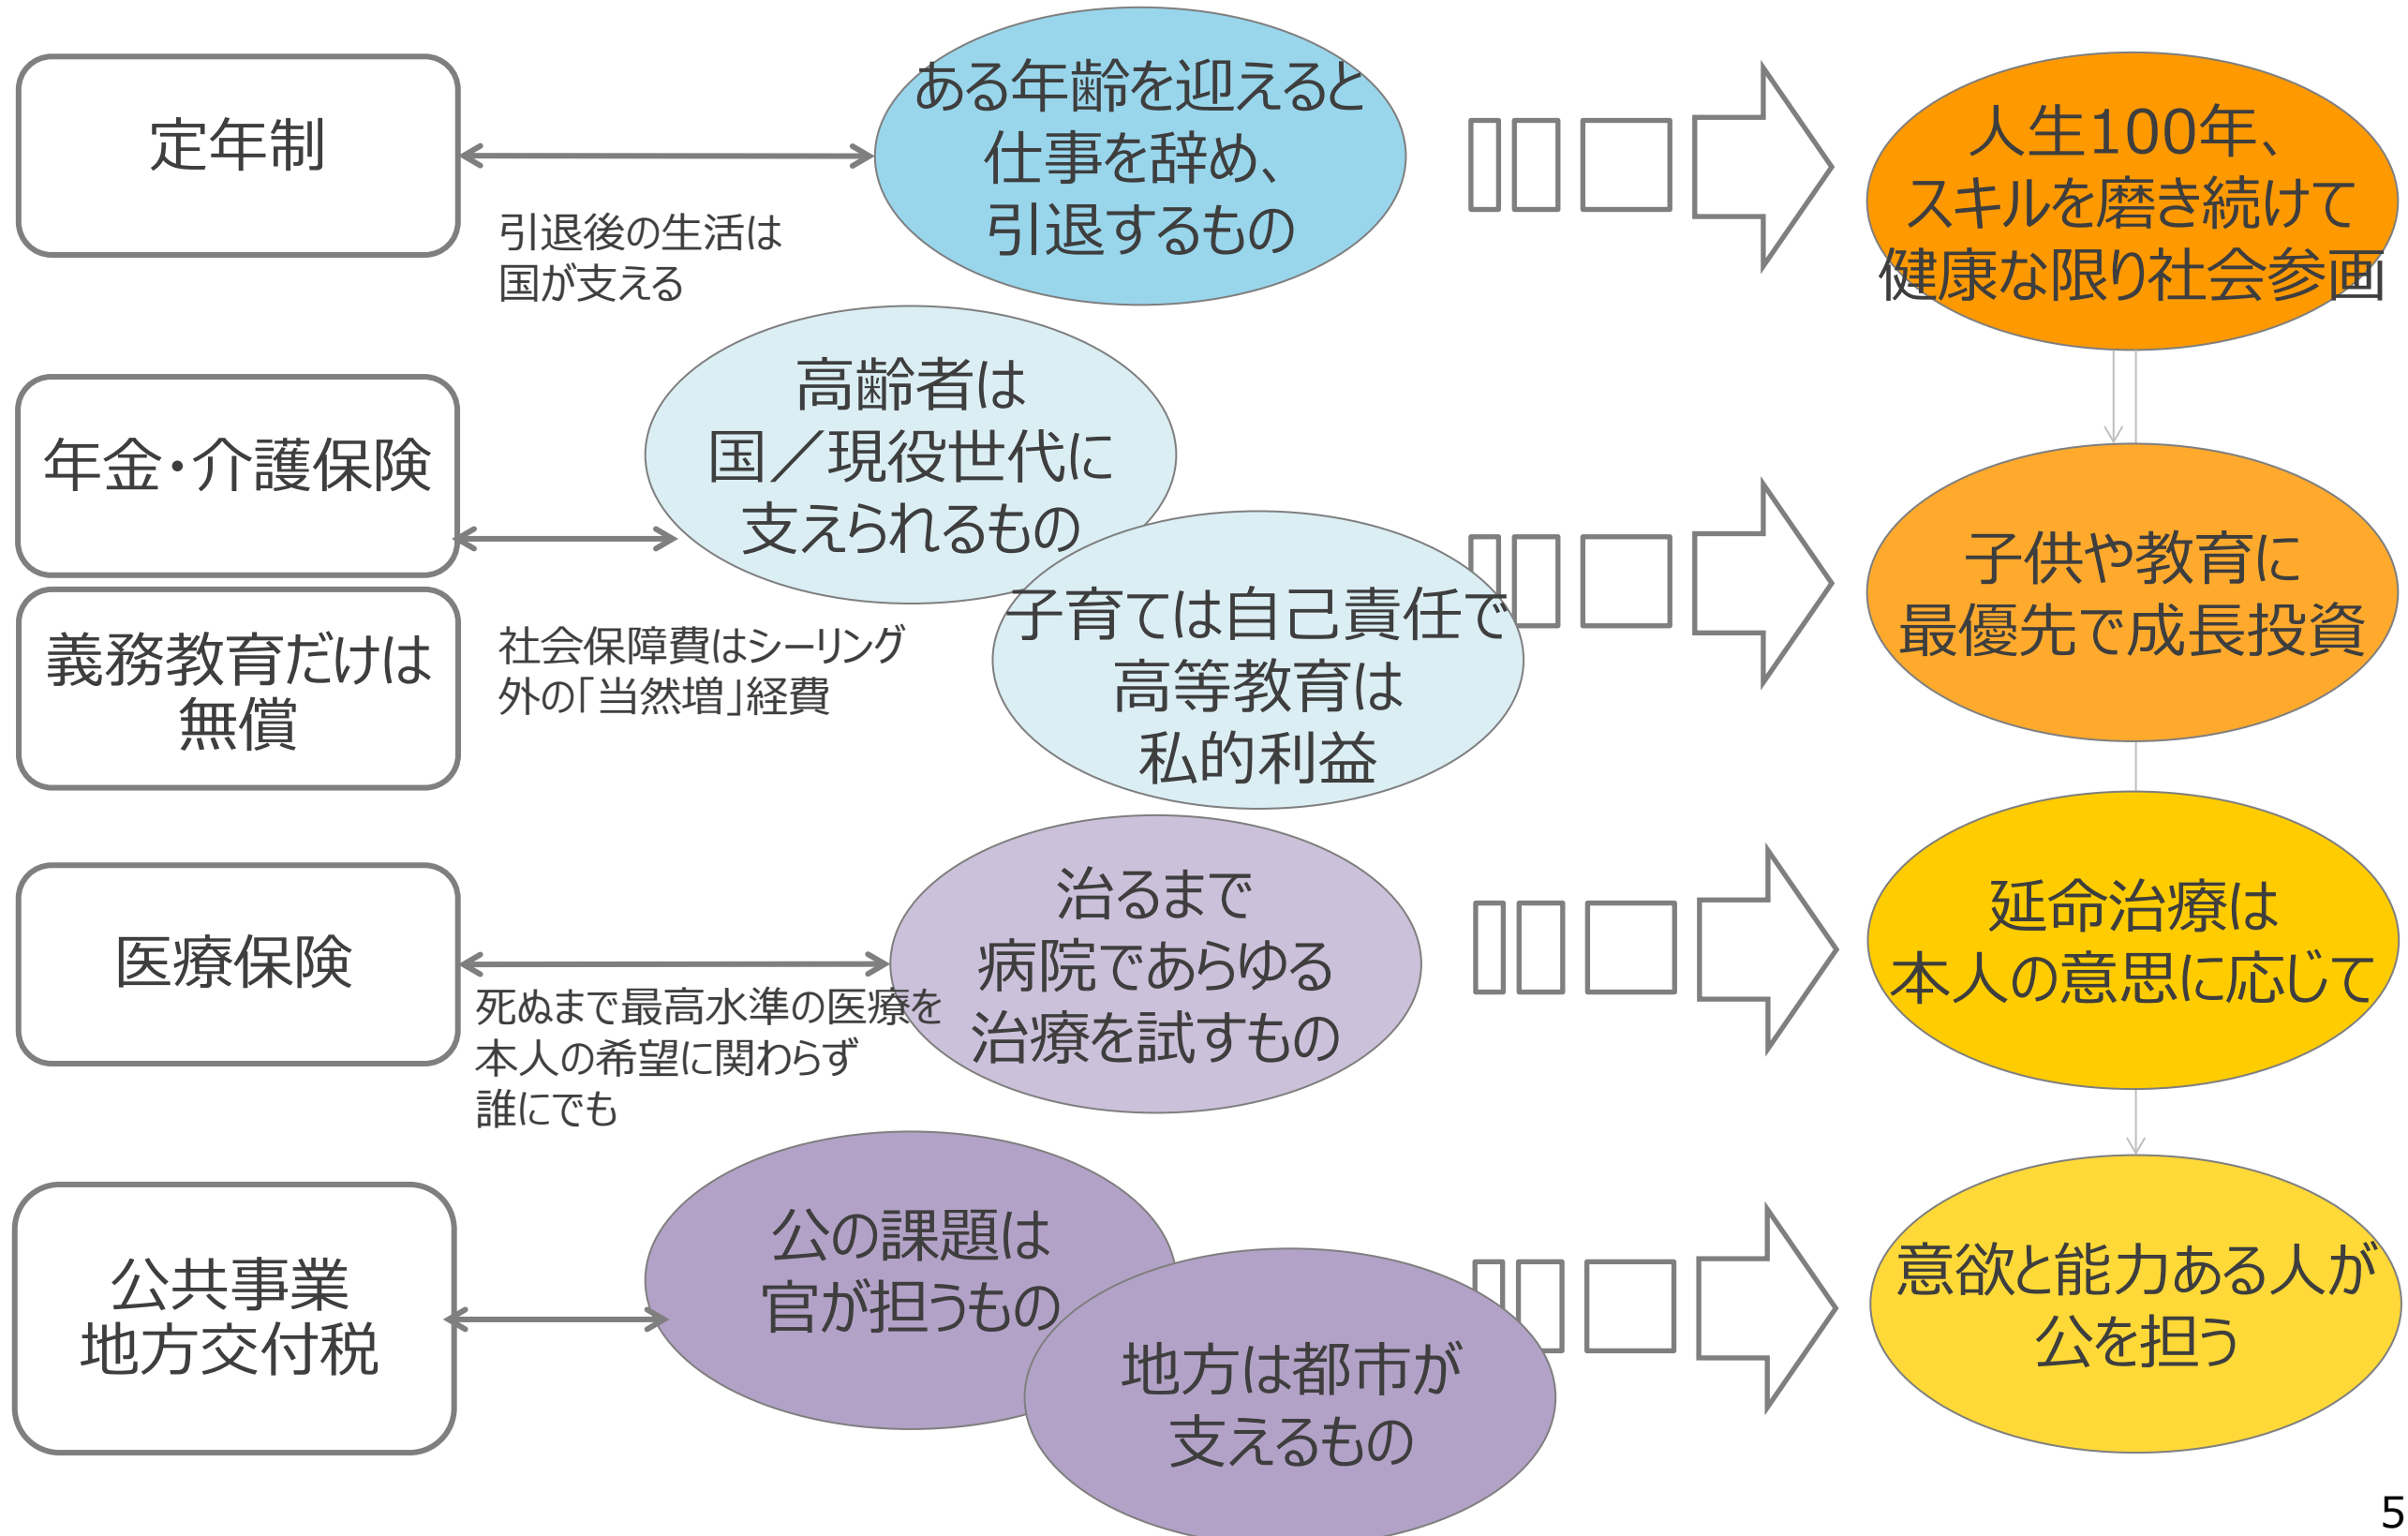 定年制
引退後の生活は
国が支える
ある年齢を迎えると
仕事を辞め、
引退するもの
人生100年、
スキルを磨き続けて
健康な限り社会参画
年金・介護保険
義務教育だけは
無償
社会保障費はシーリング
外の「当然増」経費
高齢者は
国／現役世代に
支えられるもの
子育ては自己責任で
高等教育は
私的利益
子供や教育に
最優先で成長投資
医療保険
死ぬまで最高水準の医療を
本人の希望に関わらず
誰にでも
治るまで
病院であらゆる
治療を試すもの
延命治療は
本人の意思に応じて
公共事業
地方交付税
公の課題は
官が担うもの
地方は都市が
支えるもの
意欲と能力ある人が
公を担う
5